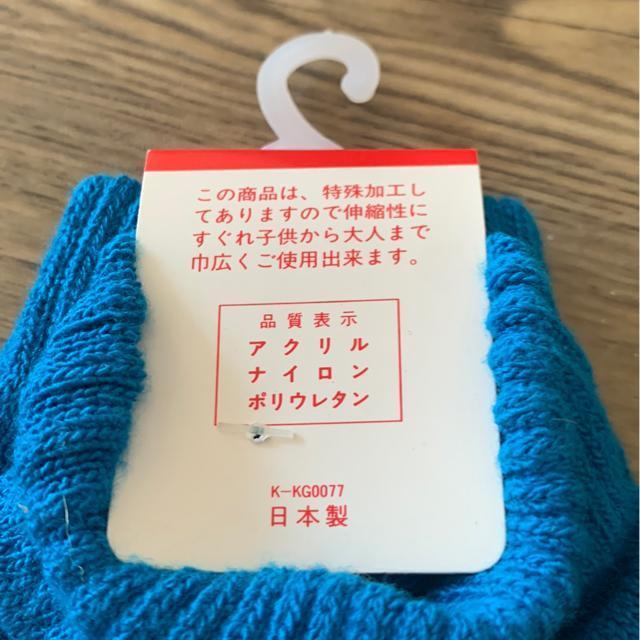 この商品は、特殊加工し
てありますので伸縮性に
すぐれ子供から大人まで
巾広くご使用出来ます。
品質表示
アクリル
ナイロン
ポリウレタン
K-KG0077
日本製